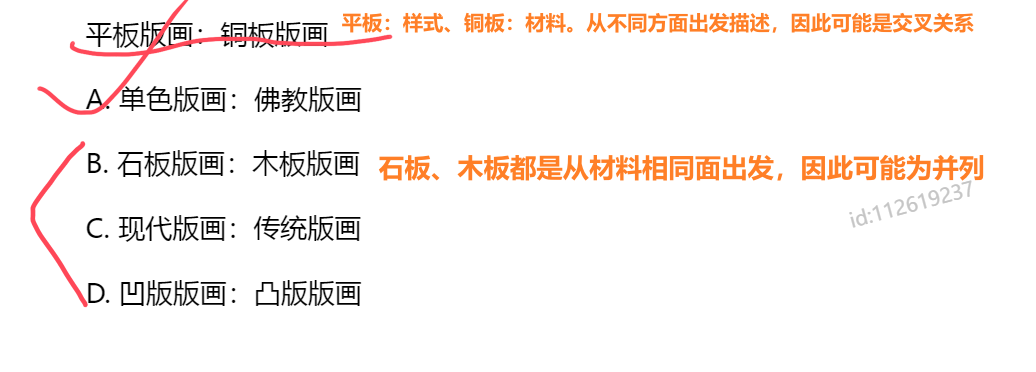 平板版画：铜板版画 平板：样式、铜板：材料。从不同方面出发描述，因此可能是交叉关系
A. 单色版画：佛教版画
B. 石板版画：木板版画 石板、木板都是从材料相同面出发，因此可能为并列
C. 现代版画：传统版画
id:112619237
D. 凹版版画：凸版版画